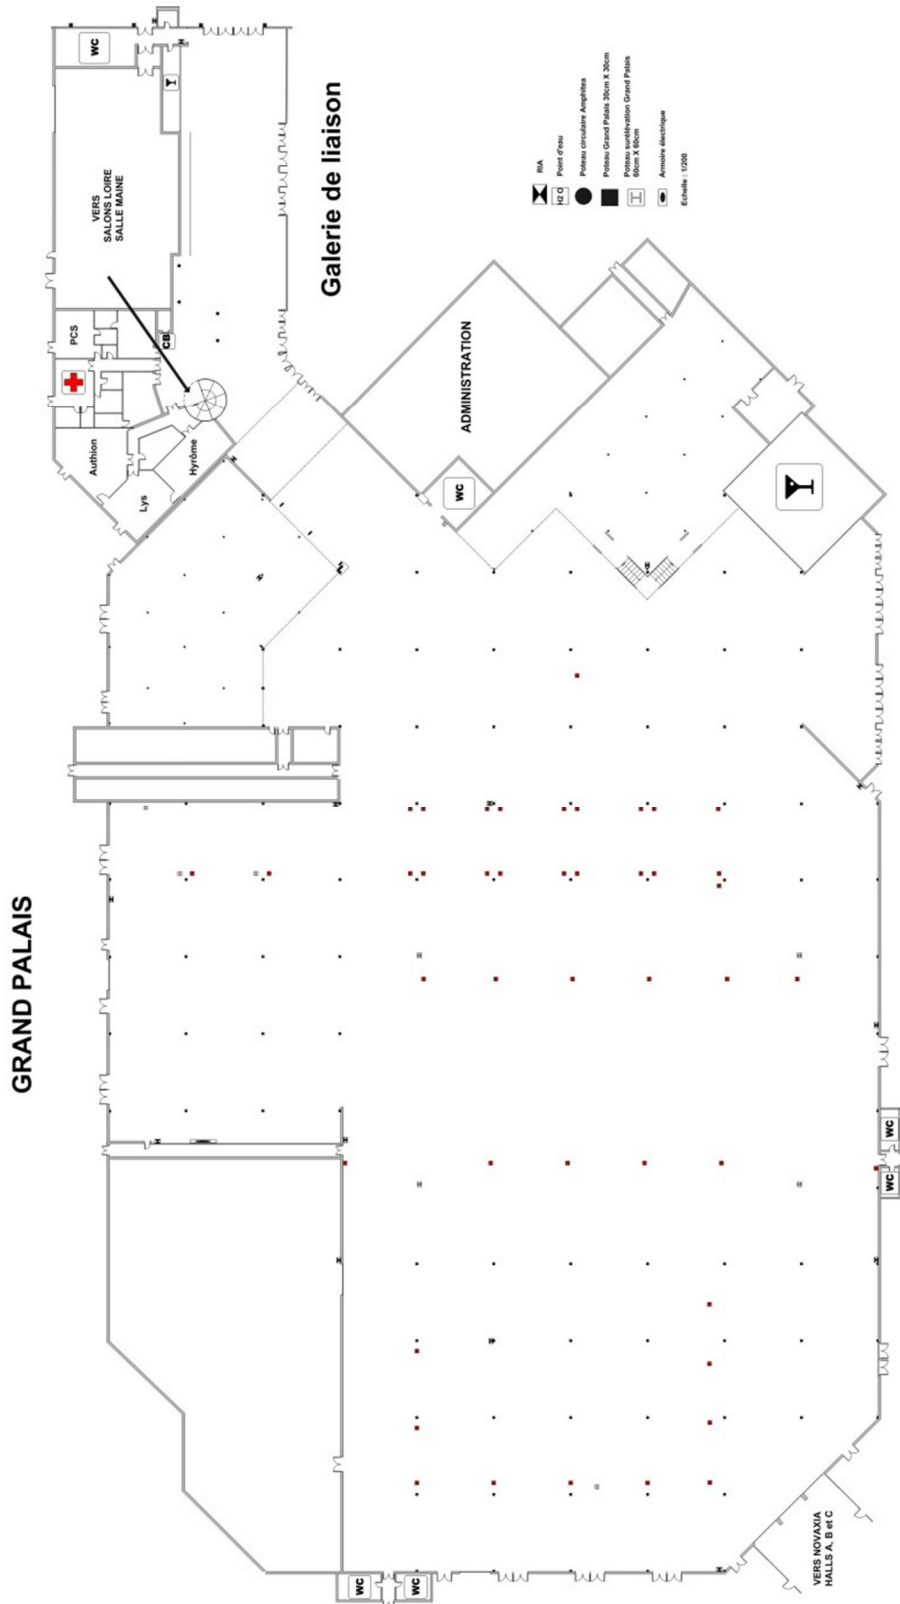 GRAND PALAIS
Galerie de liaison
WC
VERS
SALONS LOIRE
SALLE MAINE
PCS
CB
Authion
Lys
Hyrôme
ADMINISTRATION
WC
RIA
H2O
Point d'eau
Poteau circulaire Amphitea
Poteau Grand Palais 30cm X 30cm
Poteau surélévation Grand Palais
60cm X 60cm
Armoire électrique
Echelle : 1/200
WC
WC
WC
WC
VERS NOVAXIA
HALLS A, B et C